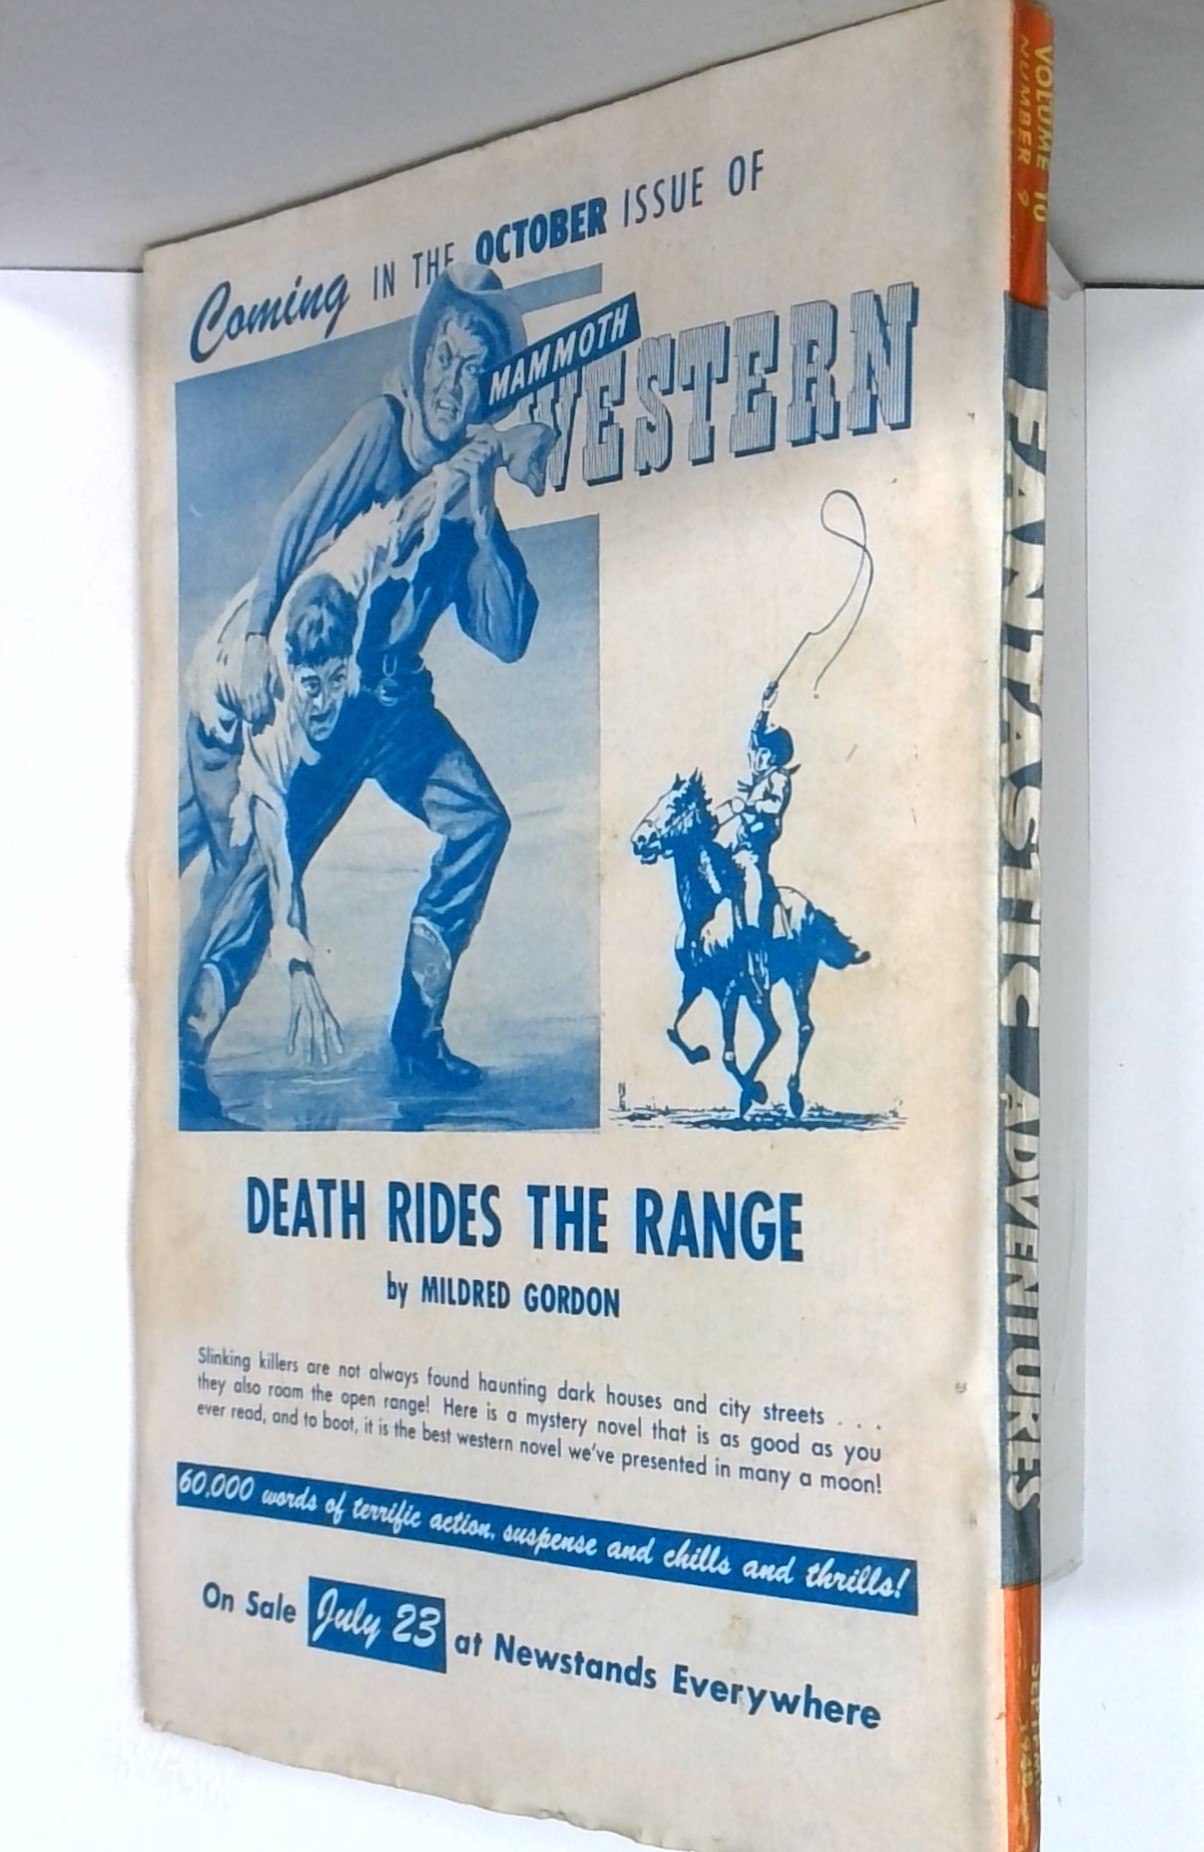 Coming IN THE OCTOBER ISSUE OF
MAMMOTH
WESTERN
DEATH RIDES THE RANGE
by MILDRED GORDON
Slinking killers are not always found haunting dark houses and city streets . . .
they also roam the open range! Here is a mystery novel that is as good as you
ever read, and to boot, it is the best western novel we've presented in many a moon!
60,000 words of terrific action, suspense and chills and thrills!
On Sale July 23 at Newstands Everywhere
VOLUME 10
NUMBER 9
FANTASTIC ADVENTURES